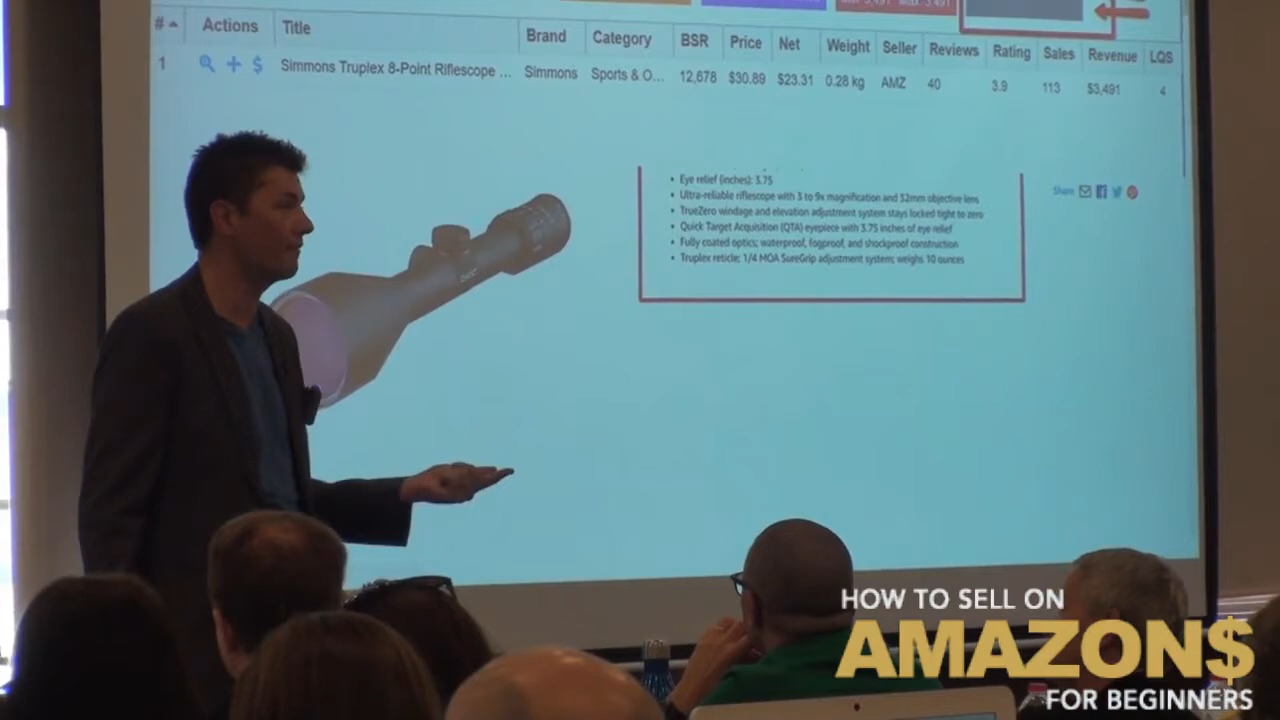 # Actions Title Brand Category BSR Price Net Weight Seller Reviews Rating Sales Revenue LQS
1 Simmons Truplex 8-Point Riflescope ... Simmons Sports & O... 12,678 $30.89 $23.31 0.28 kg AMZ 40 3.9 113 $3,491 4
• Eye relief (inches): 3.75
• Ultra-reliable riflescope with 3 to 9x magnification and 32mm objective lens
• TrueZero windage and elevation adjustment system stays locked tight to zero
• Quick Target Acquisition (QTA) eyepiece with 3.75 inches of eye relief
• Fully coated optics; waterproof, fogproof, and shockproof construction
• Truplex reticle; 1/4 MOA SureGrip adjustment system; weighs 10 ounces
Share
HOW TO SELL ON
AMAZON$
FOR BEGINNERS